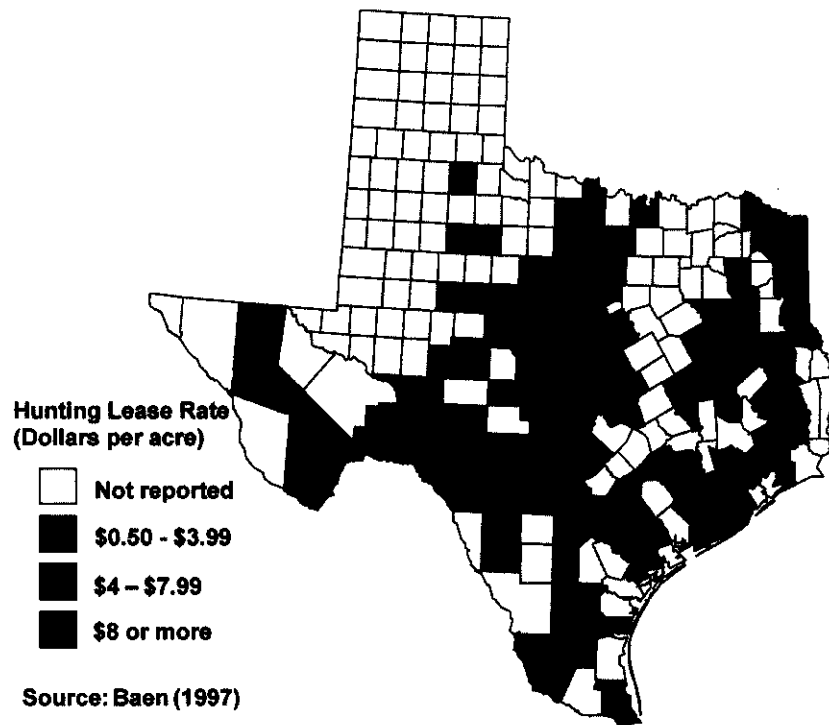 Hunting Lease Rate
(Dollars per acre)
Not reported
$0.50 - $3.99
$4 – $7.99
$8 or more
Source: Baen (1997)